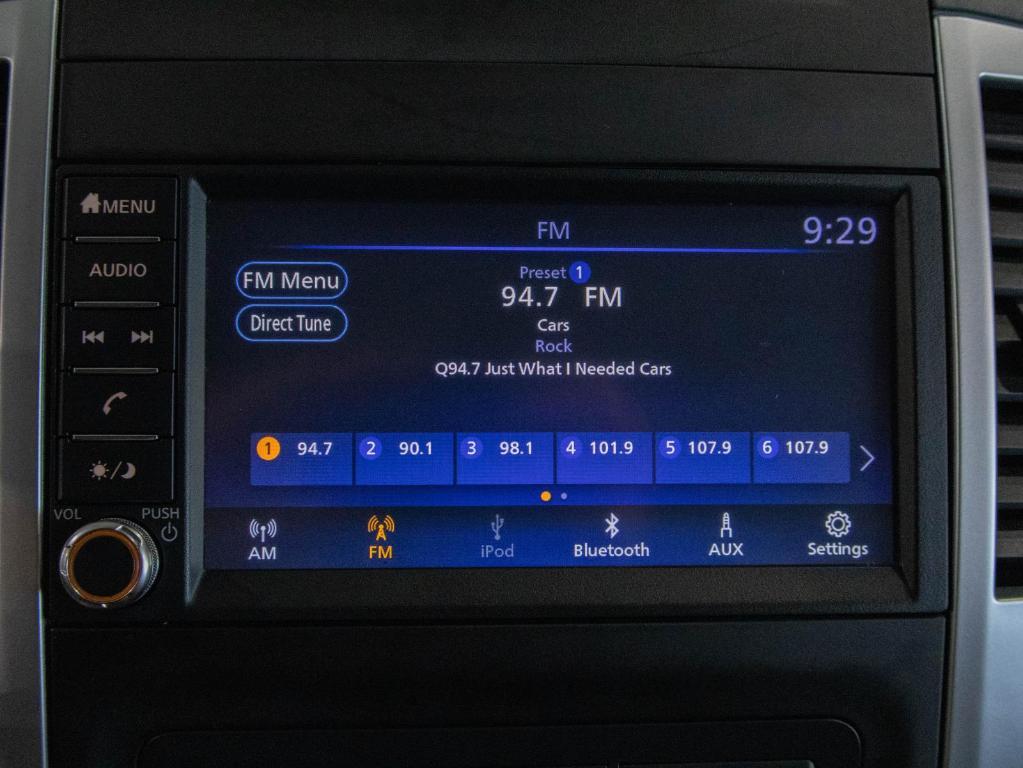 MENU
AUDIO
VOL
PUSH
FM
9:29
FM Menu
Direct Tune
Preset 1
94.7 FM
Cars
Rock
Q94.7 Just What I Needed Cars
1 94.7
2 90.1
3 98.1
4 101.9
5 107.9
6 107.9
AM
FM
iPod
Bluetooth
AUX
Settings